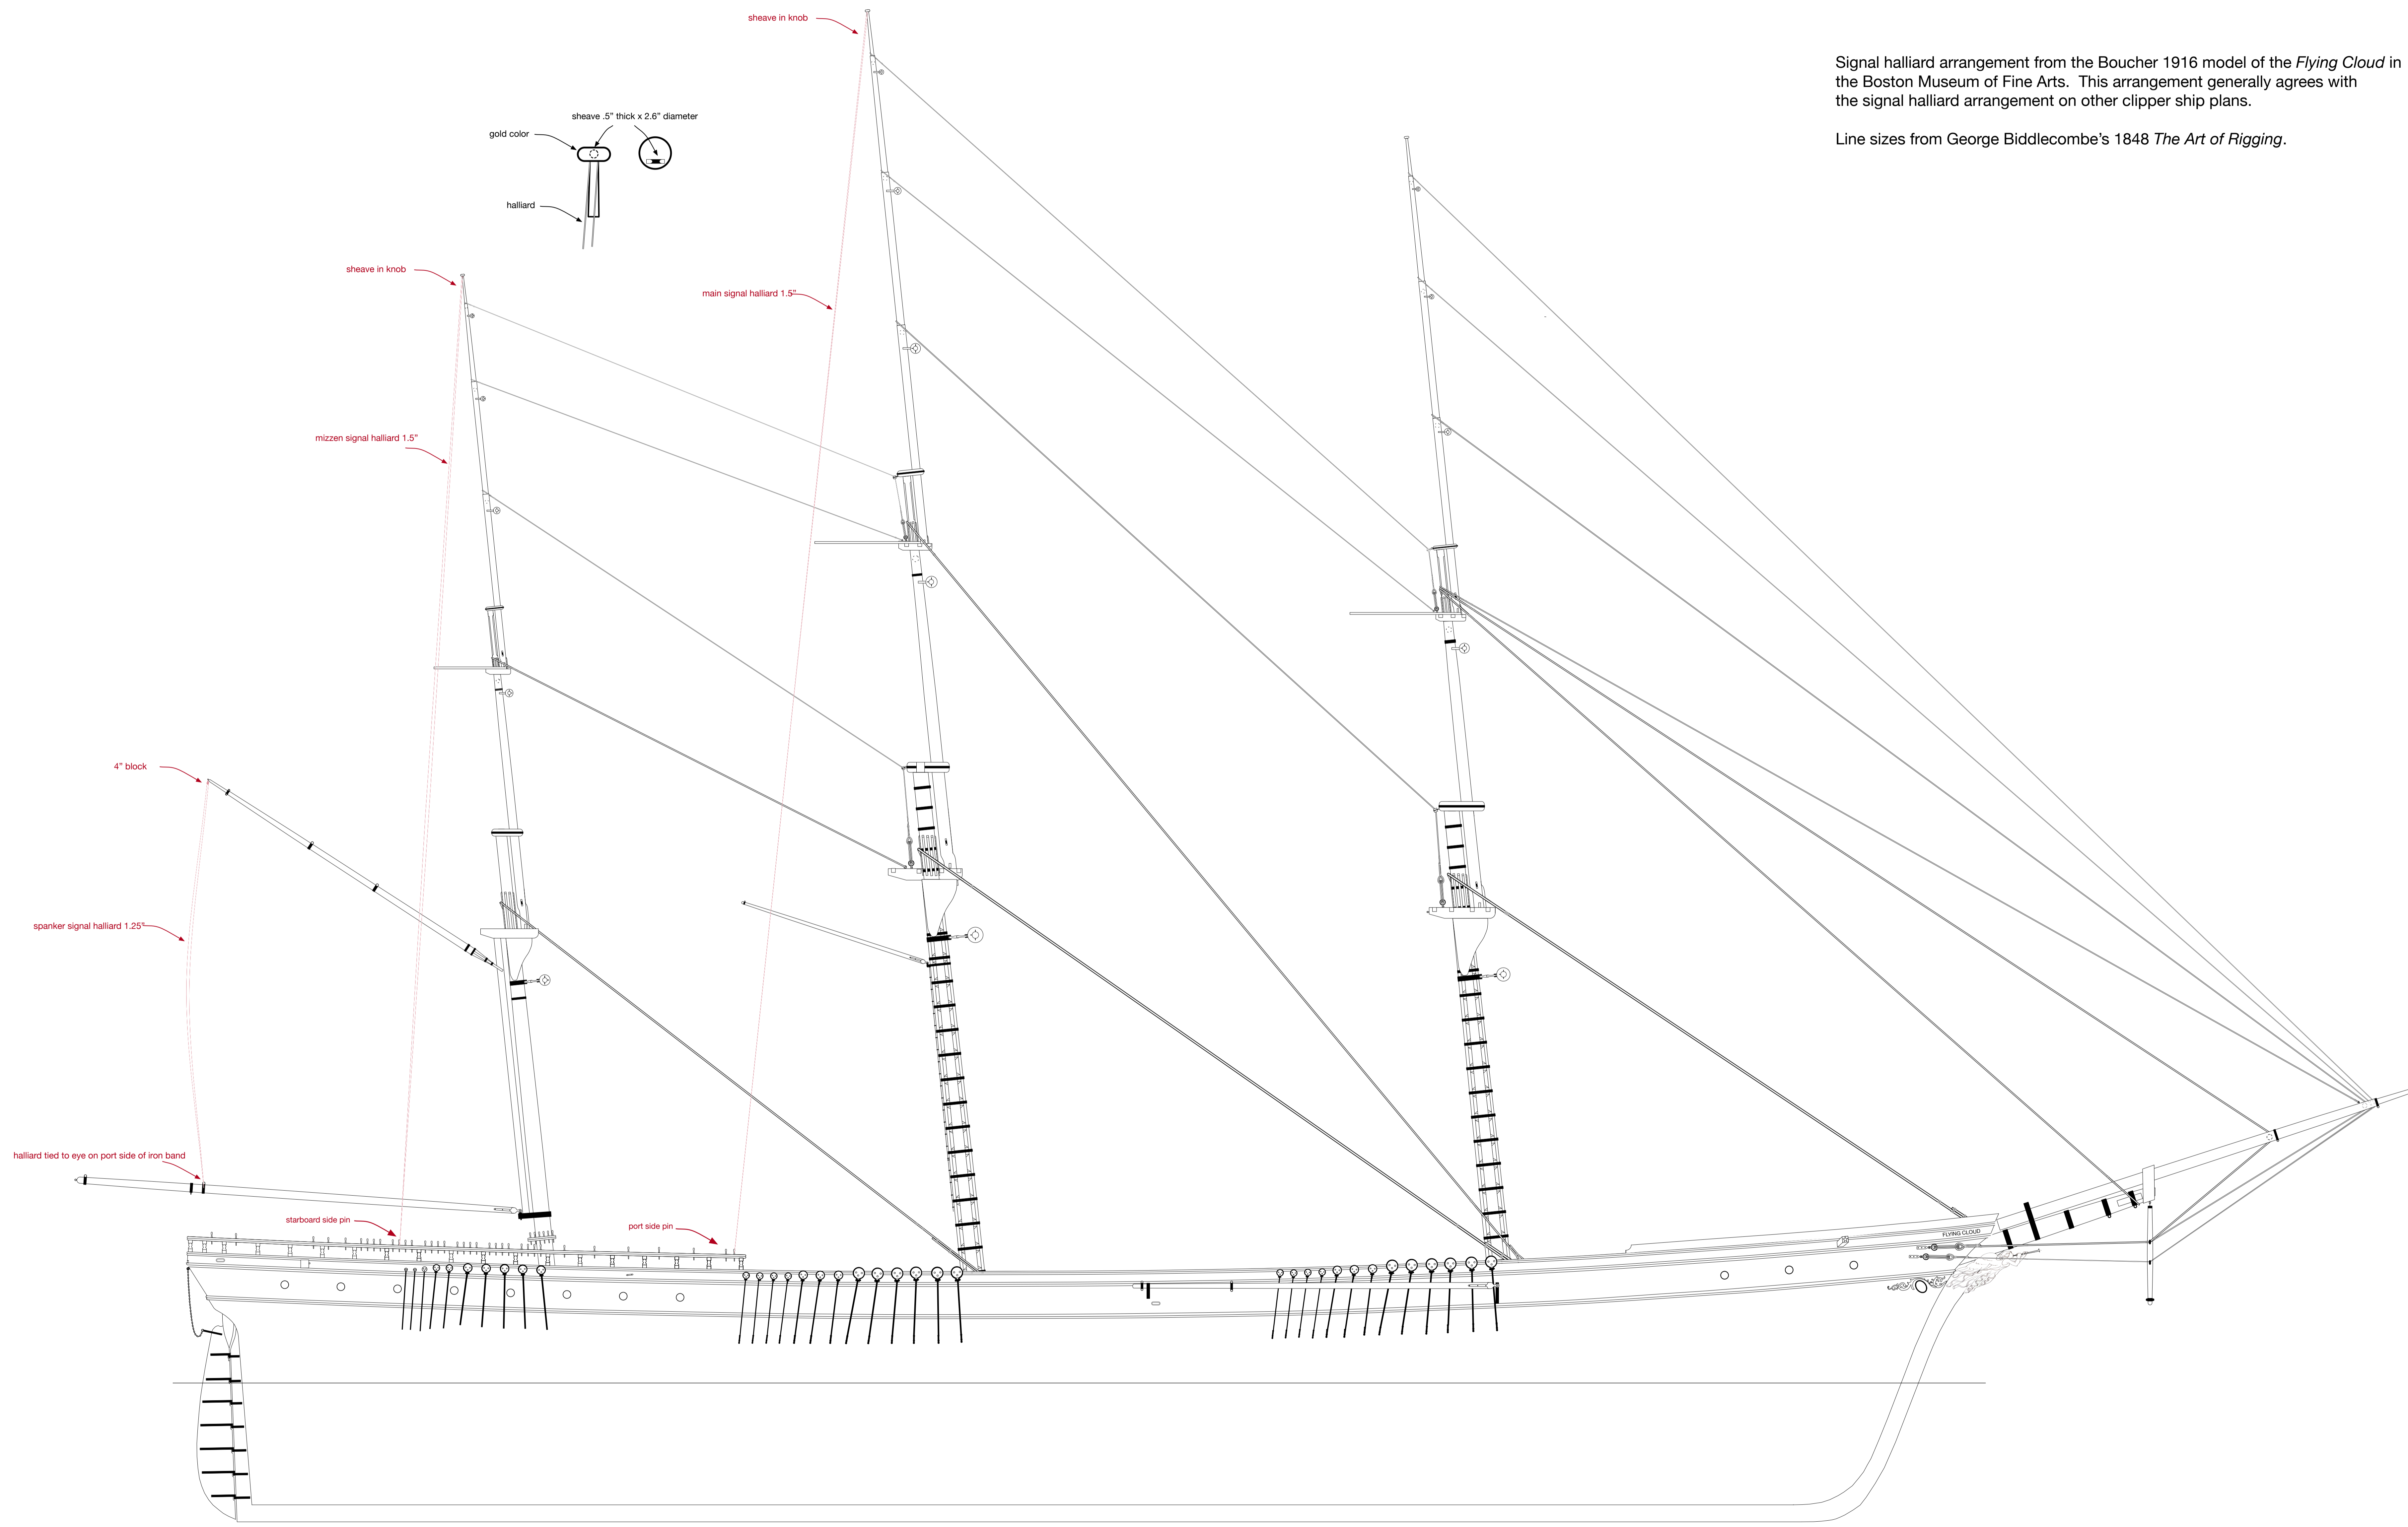 sheave in knob
Signal halliard arrangement from the Boucher 1916 model of the Flying Cloud in
the Boston Museum of Fine Arts.  This arrangement generally agrees with
the signal halliard arrangement on other clipper ship plans.
Line sizes from George Biddlecombe’s 1848 The Art of Rigging.
sheave .5” thick x 2.6” diameter
gold color
halliard
sheave in knob
main signal halliard 1.5”
mizzen signal halliard 1.5”
4” block
spanker signal halliard 1.25”
halliard tied to eye on port side of iron band
starboard side pin
port side pin
FLYING CLOUD